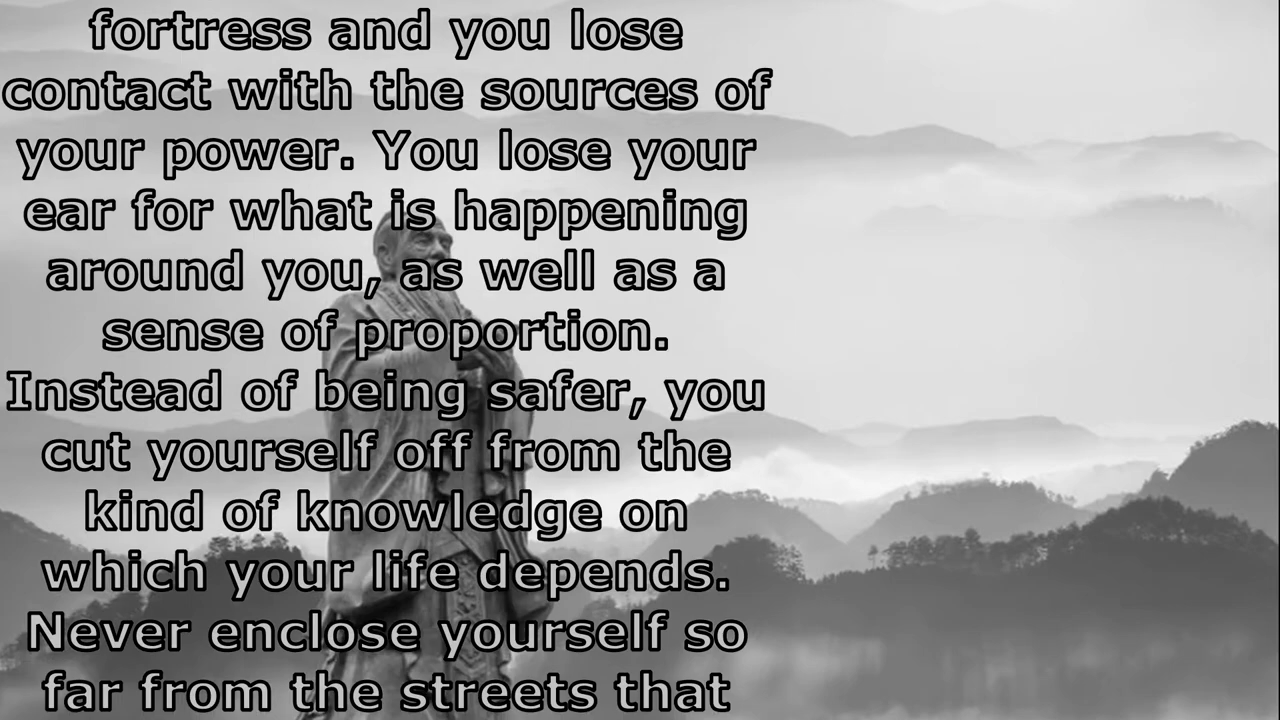 fortress and you lose
contact with the sources of
your power. You lose your
ear for what is happening
around you, as well as a
sense of proportion.
Instead of being safer, you
cut yourself off from the
kind of knowledge on
which your life depends.
Never enclose yourself so
far from the streets that